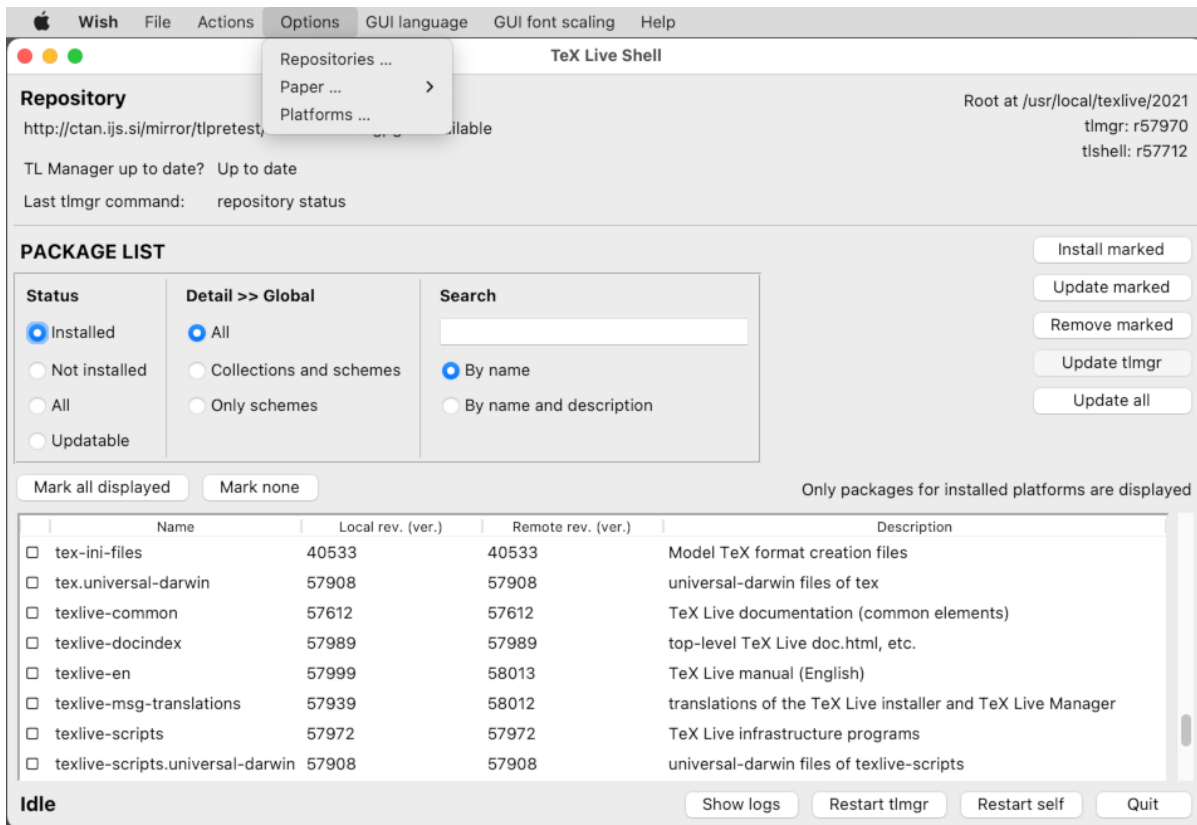 Wish File Actions Options GUI language GUI font scaling Help
TeX Live Shell
Repositories ...
Paper ...
Platforms ...
Repository
Root at /usr/local/texlive/2021
http://ctan.ijs.si/mirror/tlpretest/
tlmgr: r57970
tlshell: r57712
TL Manager up to date? Up to date
Last tlmgr command: repository status
PACKAGE LIST
Install marked
Update marked
Remove marked
Update tlmgr
Update all
Status
Installed
Not installed
All
Updatable
Detail >> Global
All
Collections and schemes
Only schemes
Search
By name
By name and description
Mark all displayed Mark none
Only packages for installed platforms are displayed
Name Local rev. (ver.) Remote rev. (ver.) Description
tex-ini-files 40533 40533 Model TeX format creation files
tex.universal-darwin 57908 57908 universal-darwin files of tex
texlive-common 57612 57612 TeX Live documentation (common elements)
texlive-docindex 57989 57989 top-level TeX Live doc.html, etc.
texlive-en 57999 58013 TeX Live manual (English)
texlive-msg-translations 57939 58012 translations of the TeX Live installer and TeX Live Manager
texlive-scripts 57972 57972 TeX Live infrastructure programs
texlive-scripts.universal-darwin 57908 57908 universal-darwin files of texlive-scripts
Idle
Show logs Restart tlmgr Restart self Quit